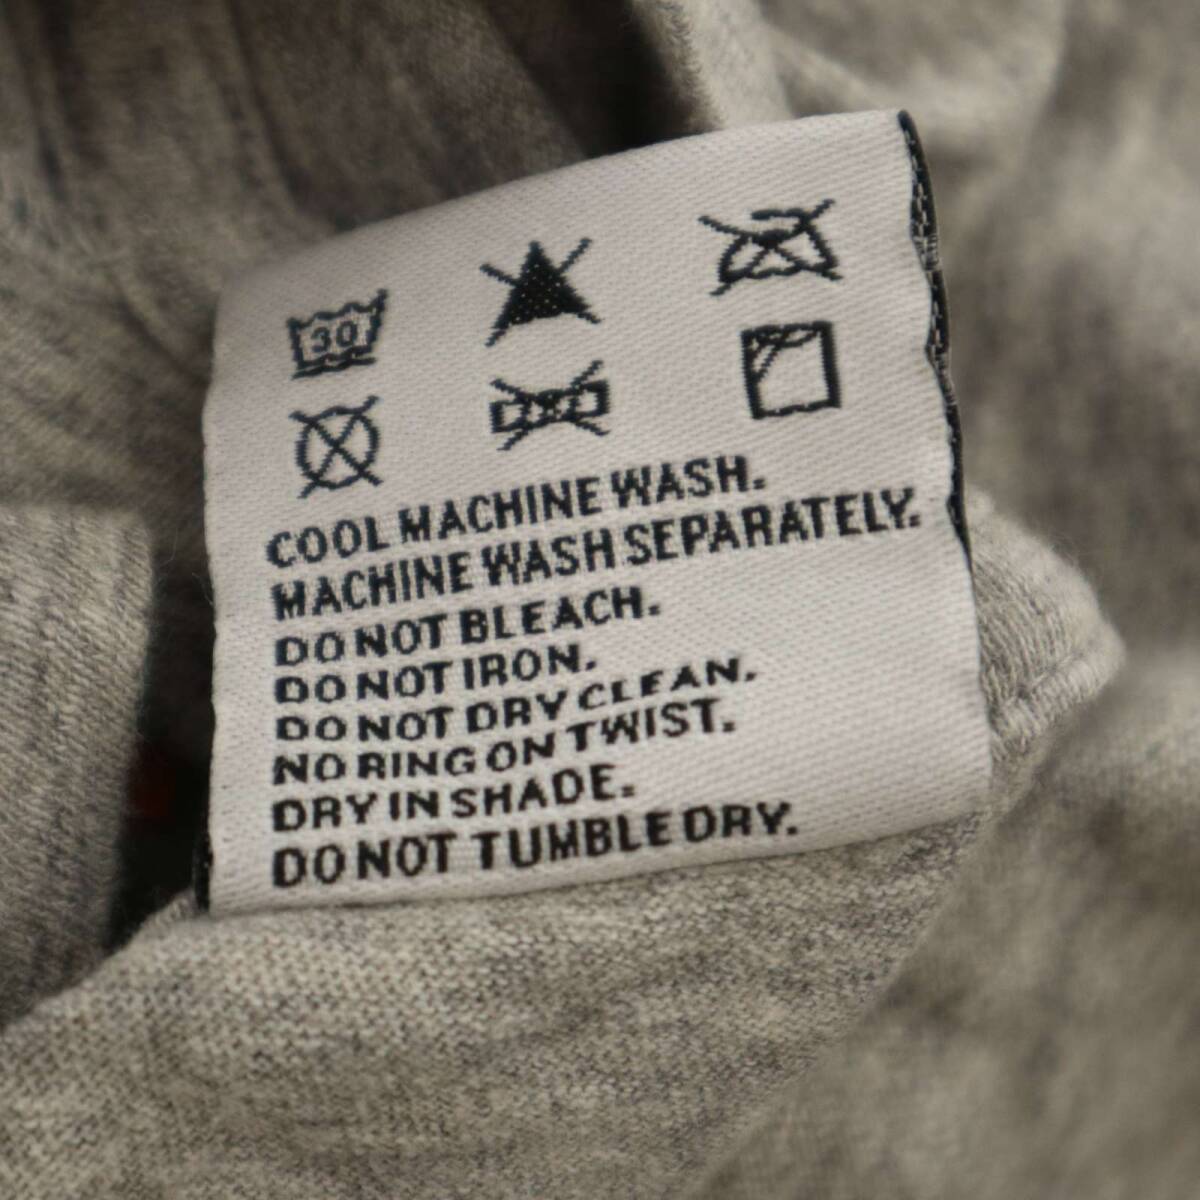 30
COOL MACHINE WASH.
MACHINE WASH SEPARATELY.
DO NOT BLEACH.
DO NOT IRON.
DO NOT DRY CLEAN.
NO RING ON TWIST.
DRY IN SHADE.
DO NOT TUMBLE DRY.